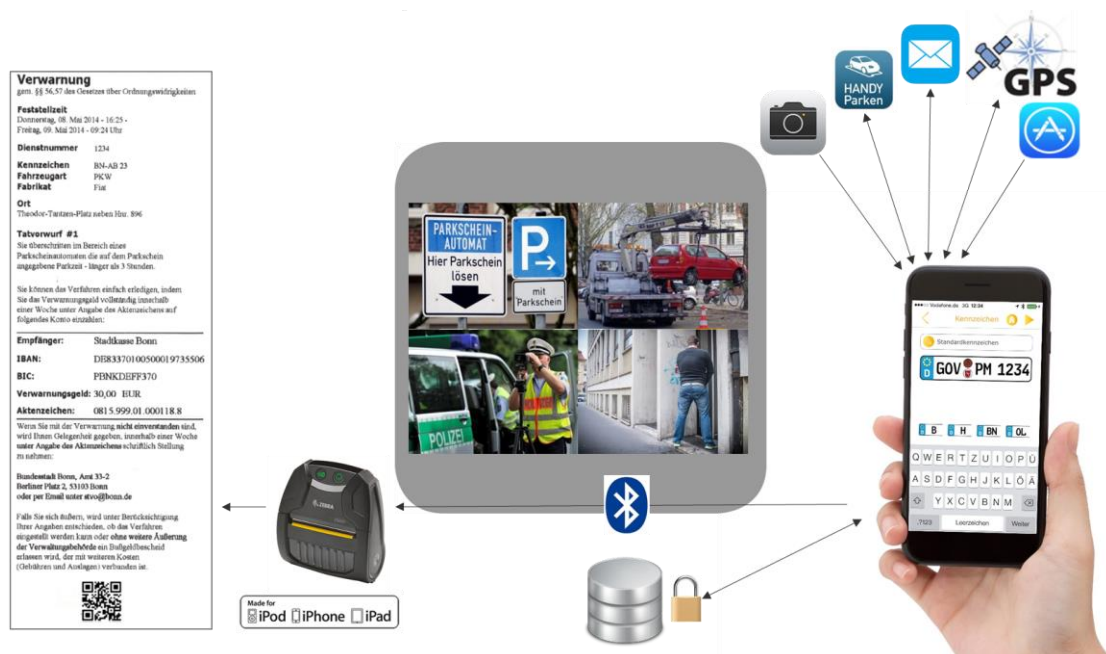 Verwarnung
gem. §§ 56,57 des Gesetzes über Ordnungswidrigkeiten
Feststellzeit
Donnerstag, 08. Mai 2014 - 16:25 -
Freitag, 09. Mai 2014 - 09:24 Uhr
Dienstnummer 1234
Kennzeichen BN-AB 23
Fahrzeugart PKW
Fabrikat Fiat
Ort
Theodor-Tantzen-Platz neben Hnr. 896
Tatvorwurf #1
Sie überschritten im Bereich eines
Parkscheinautomaten die auf dem Parkschein
angegebene Parkzeit - länger als 3 Stunden.
Sie können das Verfahren einfach erledigen, indem
Sie das Verwarnungsgeld vollständig innerhalb
einer Woche unter Angabe des Aktenzeichens auf
folgendes Konto einzahlen:
Empfänger: Stadtkasse Bonn
IBAN: DE83370100500019735506
BIC: PBNKDEFF370
Verwarnungsgeld: 30,00 EUR
Aktenzeichen: 0815.999.01.000118.8
Wenn Sie mit der Verwarnung nicht einverstanden sind,
wird Ihnen Gelegenheit gegeben, innerhalb einer Woche
unter Angabe des Aktenzeichens schriftlich Stellung
zu nehmen:
Bundesstadt Bonn, Amt 33-2
Berliner Platz 2, 53103 Bonn
oder per Email unter stvo@bonn.de
Falls Sie sich äußern, wird unter Berücksichtigung
Ihrer Angaben entschieden, ob das Verfahren
eingestellt werden kann oder ohne weitere Äußerung
der Verwaltungsbehörde ein Bußgeldbescheid
erlassen wird, der mit weiteren Kosten
(Gebühren und Auslagen) verbunden ist.
ZEBRA
Made for
iPod iPhone iPad
PARKSCHEIN-
AUTOMAT
Hier Parkschein
lösen
P
mit
Parkschein
POLIZEI
HANDY
Parken
GPS
Vodafone.de 3G 12:04
Kennzeichen
Standardkennzeichen
D GOV PM 1234
B H BN OL
Q W E R T Z U I O P Ü
A S D F G H J K L Ö Ä
Y X C V B N M
.?123 Leerzeichen Weiter